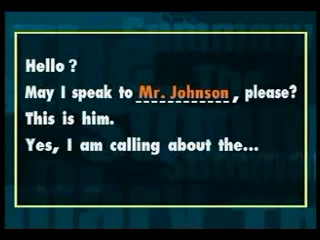 Hello?
May I speak to Mr. Johnson, please?
This is him.
Yes, I am calling about the...